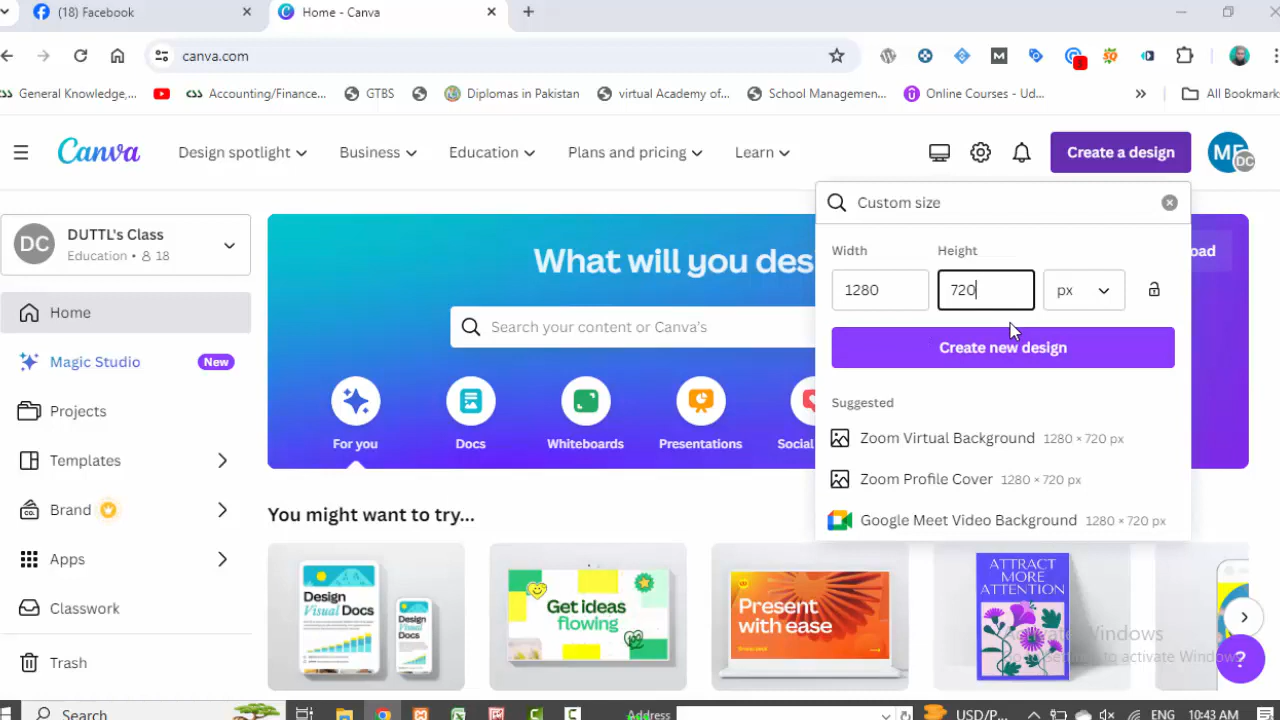 (18) Facebook
Home - Canva
canva.com
General Knowledge,...
Accounting/Finance...
GTBS
Diplomas in Pakistan
virtual Academy of...
School Managemen...
Online Courses - Ud...
All Bookmarks
Canva
Design spotlight
Business
Education
Plans and pricing
Learn
Create a design
DC
Custom size
DC
DUTTL's Class
Education • 18
Width
Height
1280
720
px
What will you des
oad
Home
Search your content or Canva's
Create new design
Magic Studio
New
Projects
For you
Docs
Whiteboards
Presentations
Social
Suggested
Zoom Virtual Background 1280 × 720 px
Zoom Profile Cover 1280 × 720 px
Google Meet Video Background 1280 × 720 px
Templates
Brand
Apps
Classwork
Trash
You might want to try...
Design
Visual Docs
Design
Visual
Docs
Get ideas
flowing
Present
with ease
ATTRACT
MORE
ATTENTION
Activate Windows
?
Search
Address
USD/P...
ENG
10:43 AM